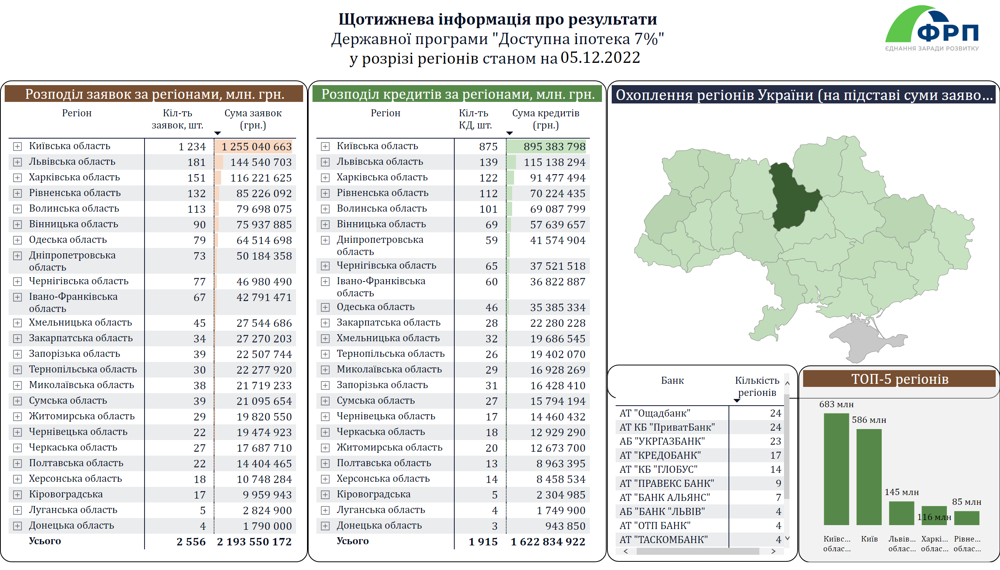 Щотижнева інформація про результати
Державної програми "Доступна іпотека 7%"
у розрізі регіонів станом на 05.12.2022
ФРП
ЄДНАННЯ ЗАРАДИ РОЗВИТКУ
Розподіл заявок за регіонами, млн. грн.
Регіон Кіл-ть заявок, шт. Сума заявок (грн.)
Київська область 1 234 1 255 040 663
Львівська область 181 144 540 703
Харківська область 151 116 221 625
Рівненська область 132 85 226 092
Волинська область 113 79 698 075
Вінницька область 90 75 937 885
Одеська область 79 64 514 698
Дніпропетровська область 73 50 184 358
Чернігівська область 77 46 980 490
Івано-Франківська область 67 42 791 471
Хмельницька область 45 27 544 686
Закарпатська область 34 27 270 203
Запорізька область 39 22 507 744
Тернопільська область 30 22 277 920
Миколаївська область 38 21 719 233
Сумська область 39 21 095 654
Житомирська область 29 19 820 550
Чернівецька область 22 19 474 923
Черкаська область 27 17 687 710
Полтавська область 22 14 404 465
Херсонська область 18 10 748 284
Кіровоградська 17 9 959 943
Луганська область 5 2 824 900
Донецька область 4 1 790 000
Усього 2 556 2 193 550 172
Розподіл кредитів за регіонами, млн. грн.
Регіон Кіл-ть КД, шт. Сума кредитів (грн.)
Київська область 875 895 383 798
Львівська область 139 115 138 294
Харківська область 122 91 477 494
Рівненська область 112 70 224 435
Волинська область 101 69 087 799
Вінницька область 69 57 639 657
Дніпропетровська область 59 41 574 904
Чернігівська область 65 37 521 518
Івано-Франківська область 60 36 822 887
Одеська область 46 35 385 334
Закарпатська область 28 22 280 228
Хмельницька область 32 19 686 545
Тернопільська область 26 19 402 070
Миколаївська область 29 16 928 269
Запорізька область 31 16 428 410
Сумська область 27 15 794 194
Чернівецька область 17 14 460 432
Черкаська область 18 12 929 290
Житомирська область 20 12 673 700
Полтавська область 13 8 963 395
Херсонська область 14 8 458 534
Кіровоградська 5 2 304 985
Луганська область 4 1 749 900
Донецька область 3 943 850
Усього 1 915 1 622 834 922
Охоплення регіонів України (на підставі суми заяво...
Банк Кількість регіонів
АТ "Ощадбанк" 24
АТ КБ "ПриватБанк" 24
АБ "УКРГАЗБАНК" 23
АТ "КРЕДОБАНК" 17
АТ "КБ "ГЛОБУС" 14
АТ "ПРАВЕКС БАНК" 9
АТ "БАНК АЛЬЯНС" 7
АБ "БАНК "ЛЬВІВ" 4
АТ "ОТП БАНК" 4
АТ "ТАСКОМБАНК" 4
ТОП-5 регіонів
683 млн
586 млн
145 млн
116 млн
85 млн
Київс... Київ Львів... Харкі... Рівне...
облас... облас... облас... облас...